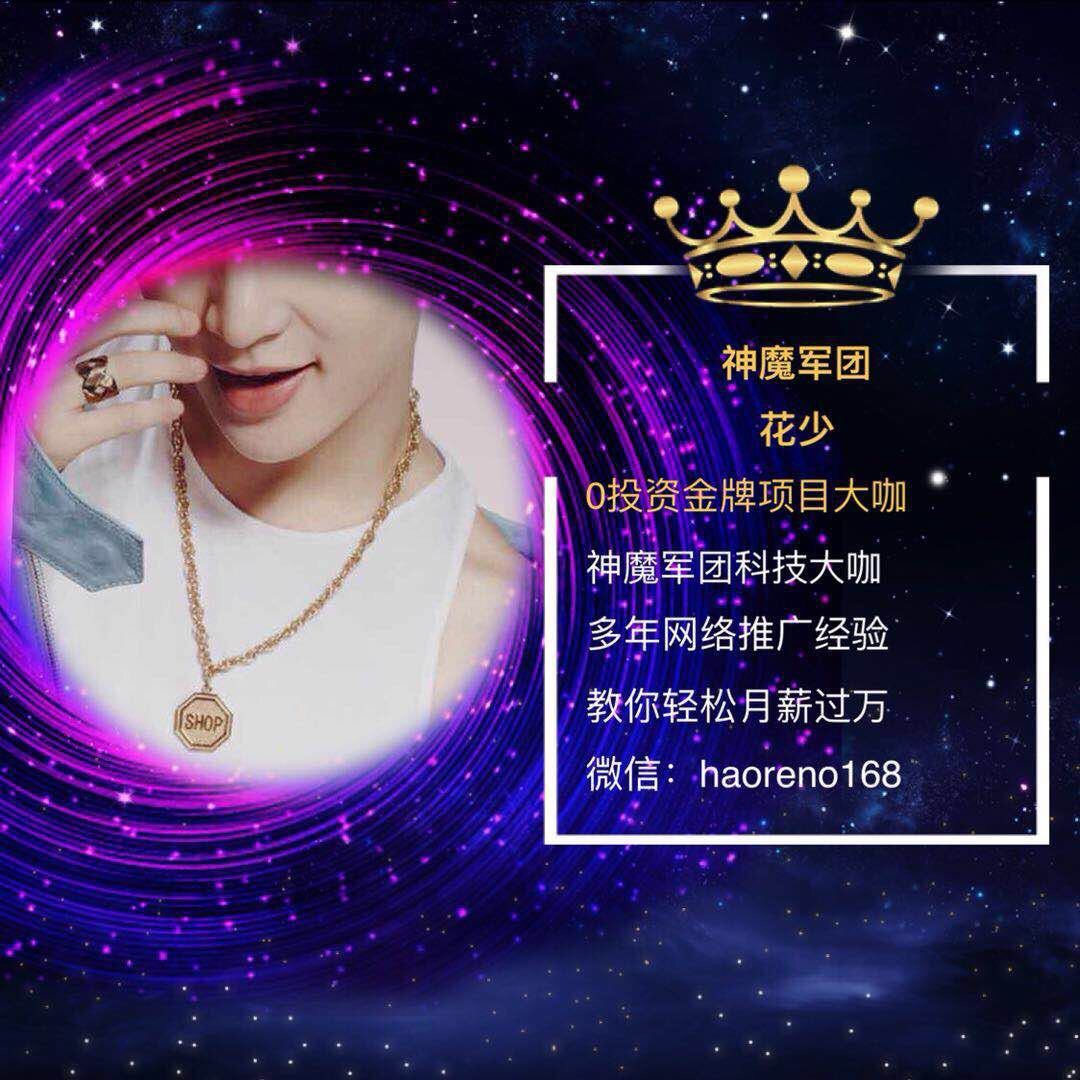 神魔军团
花少
0投资金牌项目大咖
神魔军团科技大咖
多年网络推广经验
教你轻松月薪过万
微信：haoreno168
SHOP